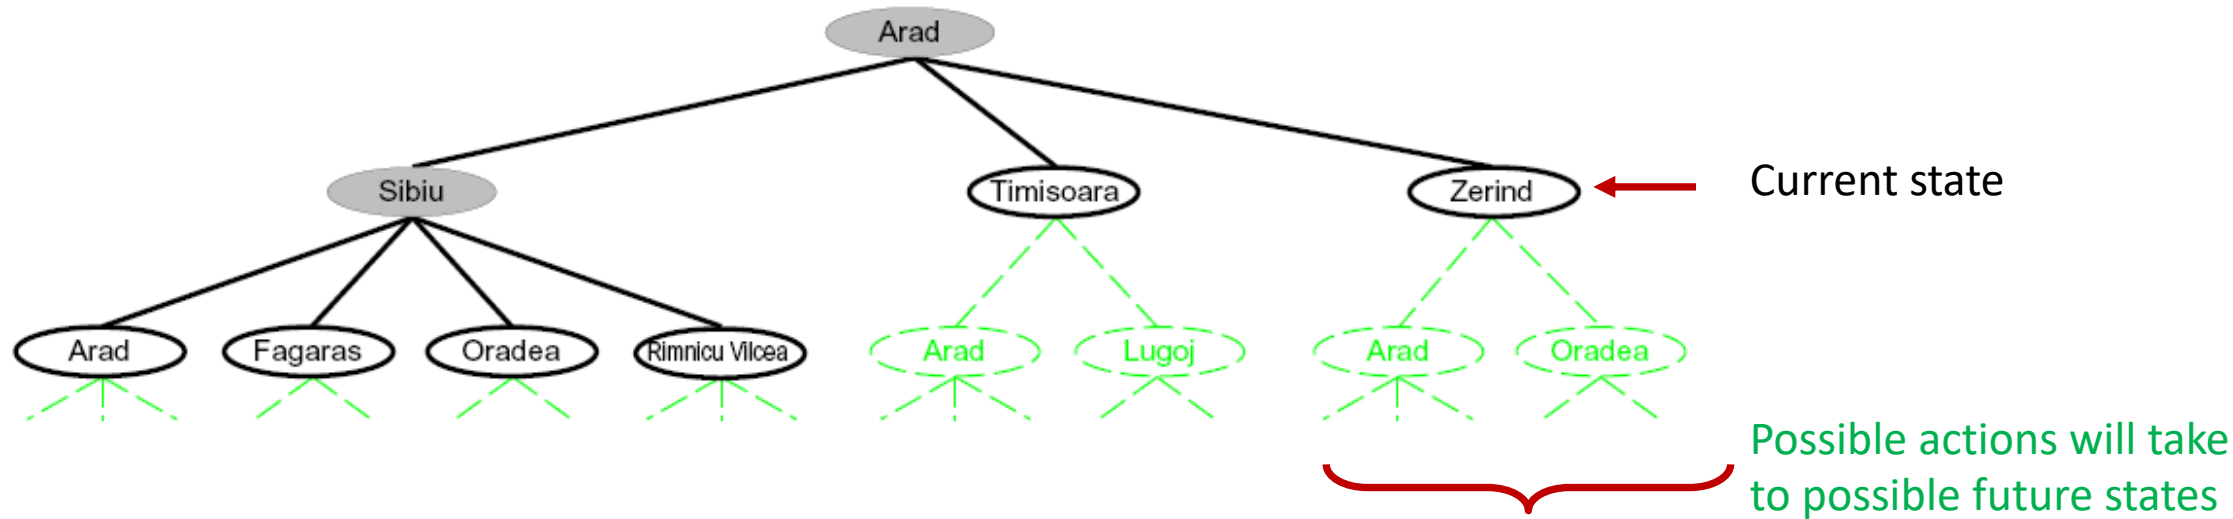 Arad
Sibiu
Timisoara
Zerind
Current state
Arad
Fagaras
Oradea
Rimnicu Vilcea
Arad
Lugoj
Arad
Oradea
Possible actions will take
to possible future states